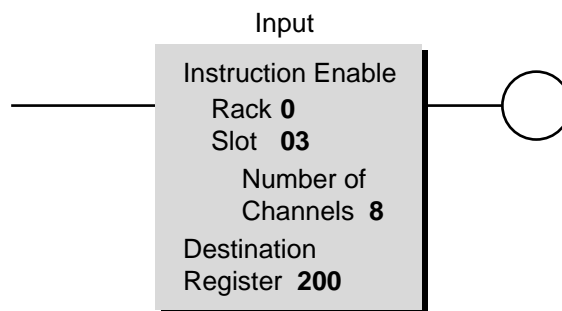 Input
Instruction Enable
Rack 0
Slot 03
Number of
Channels 8
Destination
Register 200